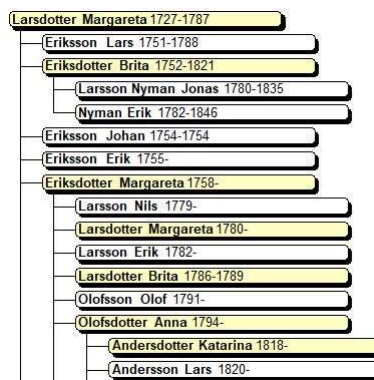 Larsdotter Margareta 1727-1787
Eriksson Lars 1751-1788
Eriksdotter Brita 1752-1821
Larsson Nyman Jonas 1780-1835
Nyman Erik 1782-1846
Eriksson Johan 1754-1754
Eriksson Erik 1755-
Eriksdotter Margareta 1758-
Larsson Nils 1779-
Larsdotter Margareta 1780-
Larsson Erik 1782-
Larsdotter Brita 1786-1789
Olofsson Olof 1791-
Olofsdotter Anna 1794-
Andersdotter Katarina 1818-
Andersson Lars 1820-